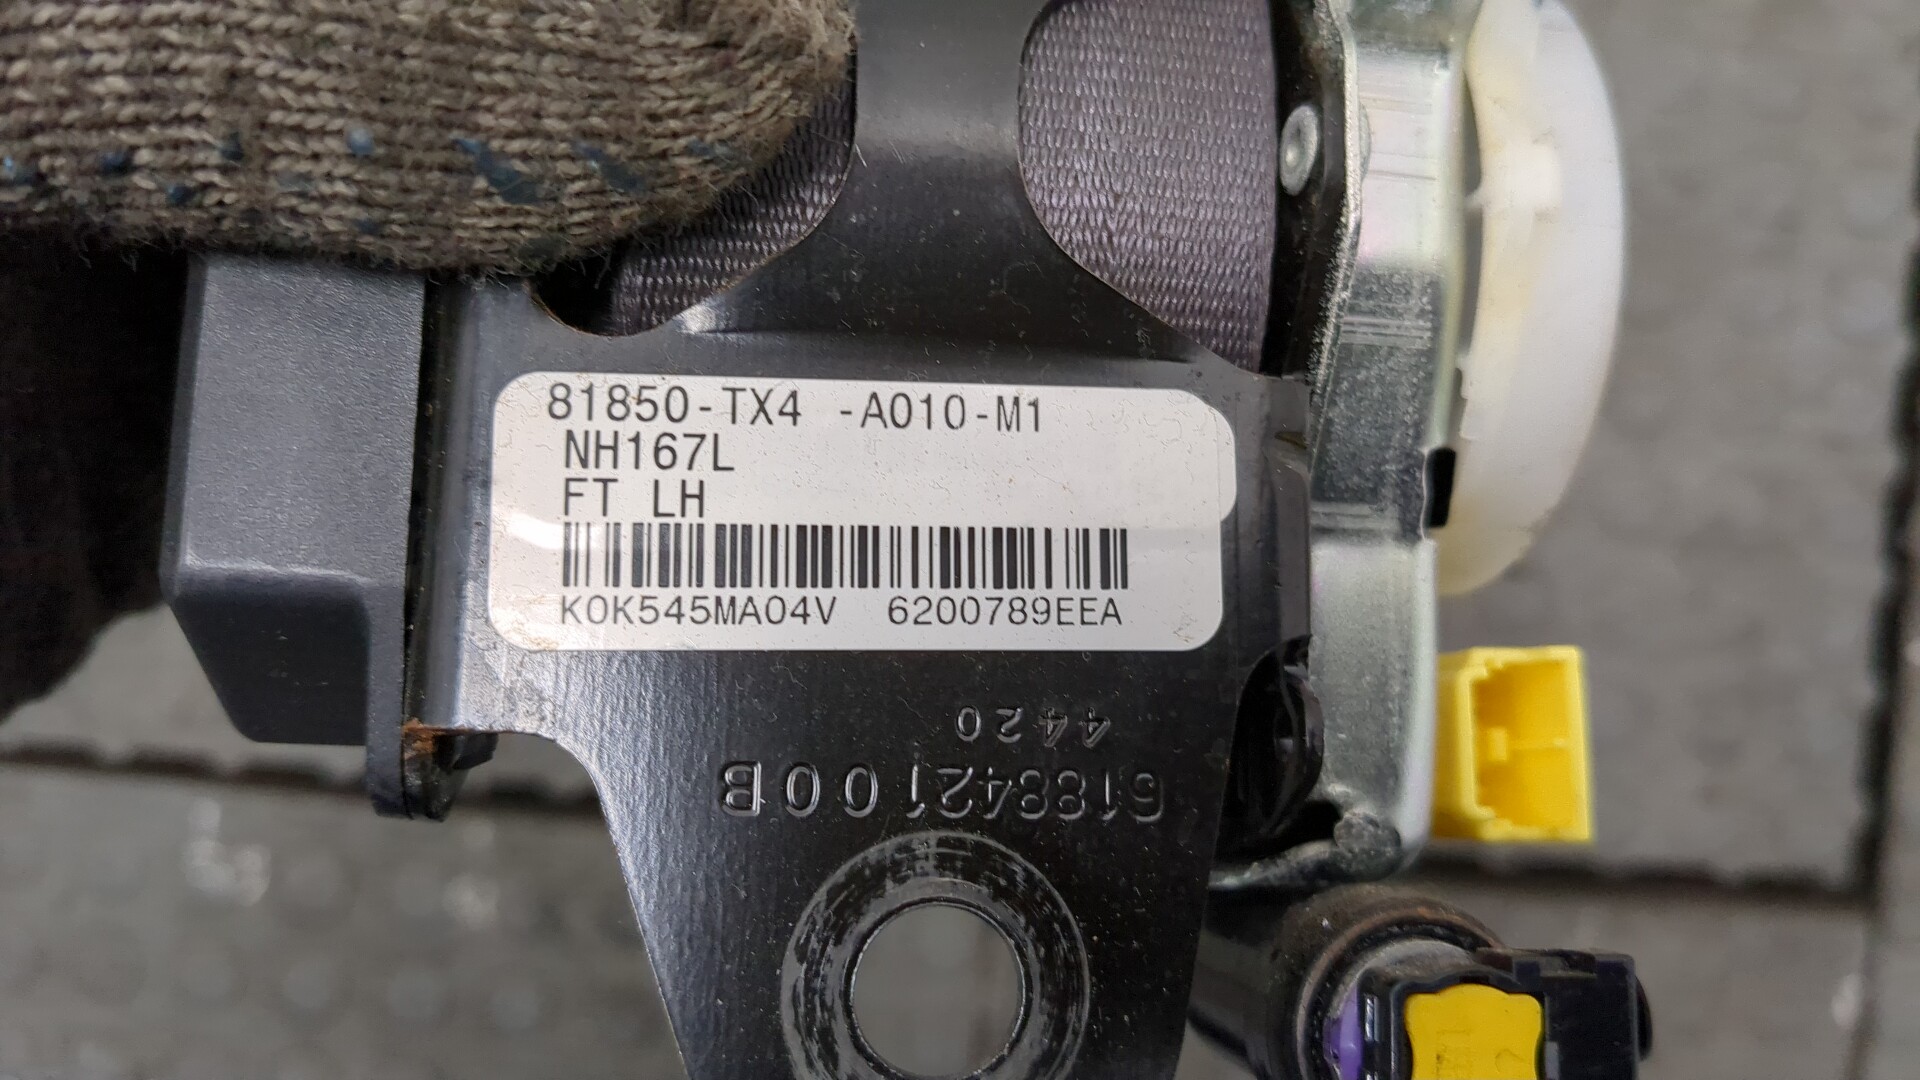 81850-TX4 -A010-M1
NH167L
FT LH
K0K545MA04V 6200789EEA
4420
618842100B